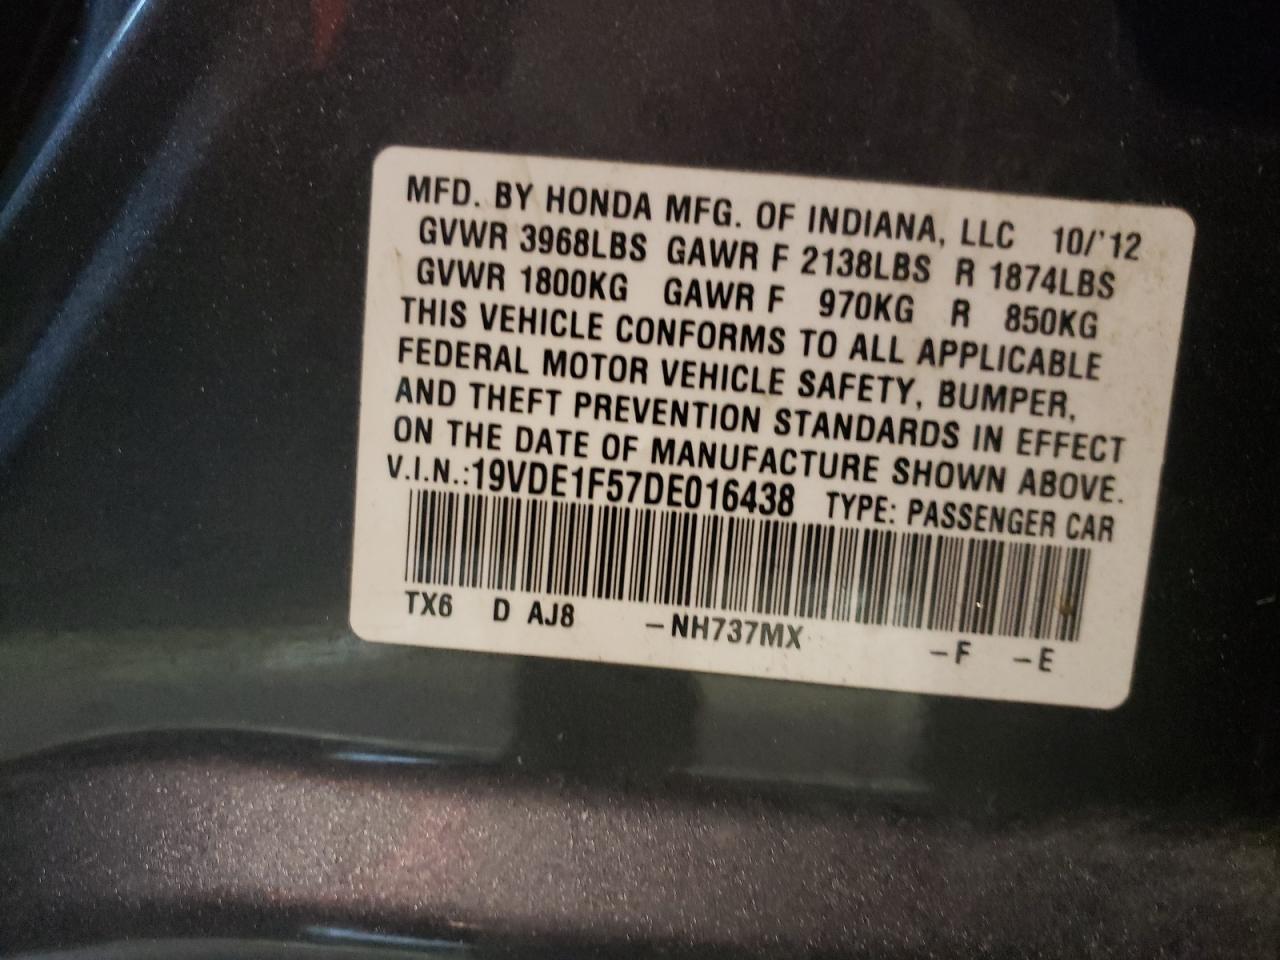 MFD. BY HONDA MFG. OF INDIANA, LLC 10/'12
GVWR 3968LBS GAWR F 2138LBS R 1874LBS
GVWR 1800KG GAWR F 970KG R 850KG
THIS VEHICLE CONFORMS TO ALL APPLICABLE
FEDERAL MOTOR VEHICLE SAFETY, BUMPER,
AND THEFT PREVENTION STANDARDS IN EFFECT
ON THE DATE OF MANUFACTURE SHOWN ABOVE.
V.I.N.:19VDE1F57DE016438 TYPE: PASSENGER CAR
TX6 D AJ8 –NH737MX –F –E